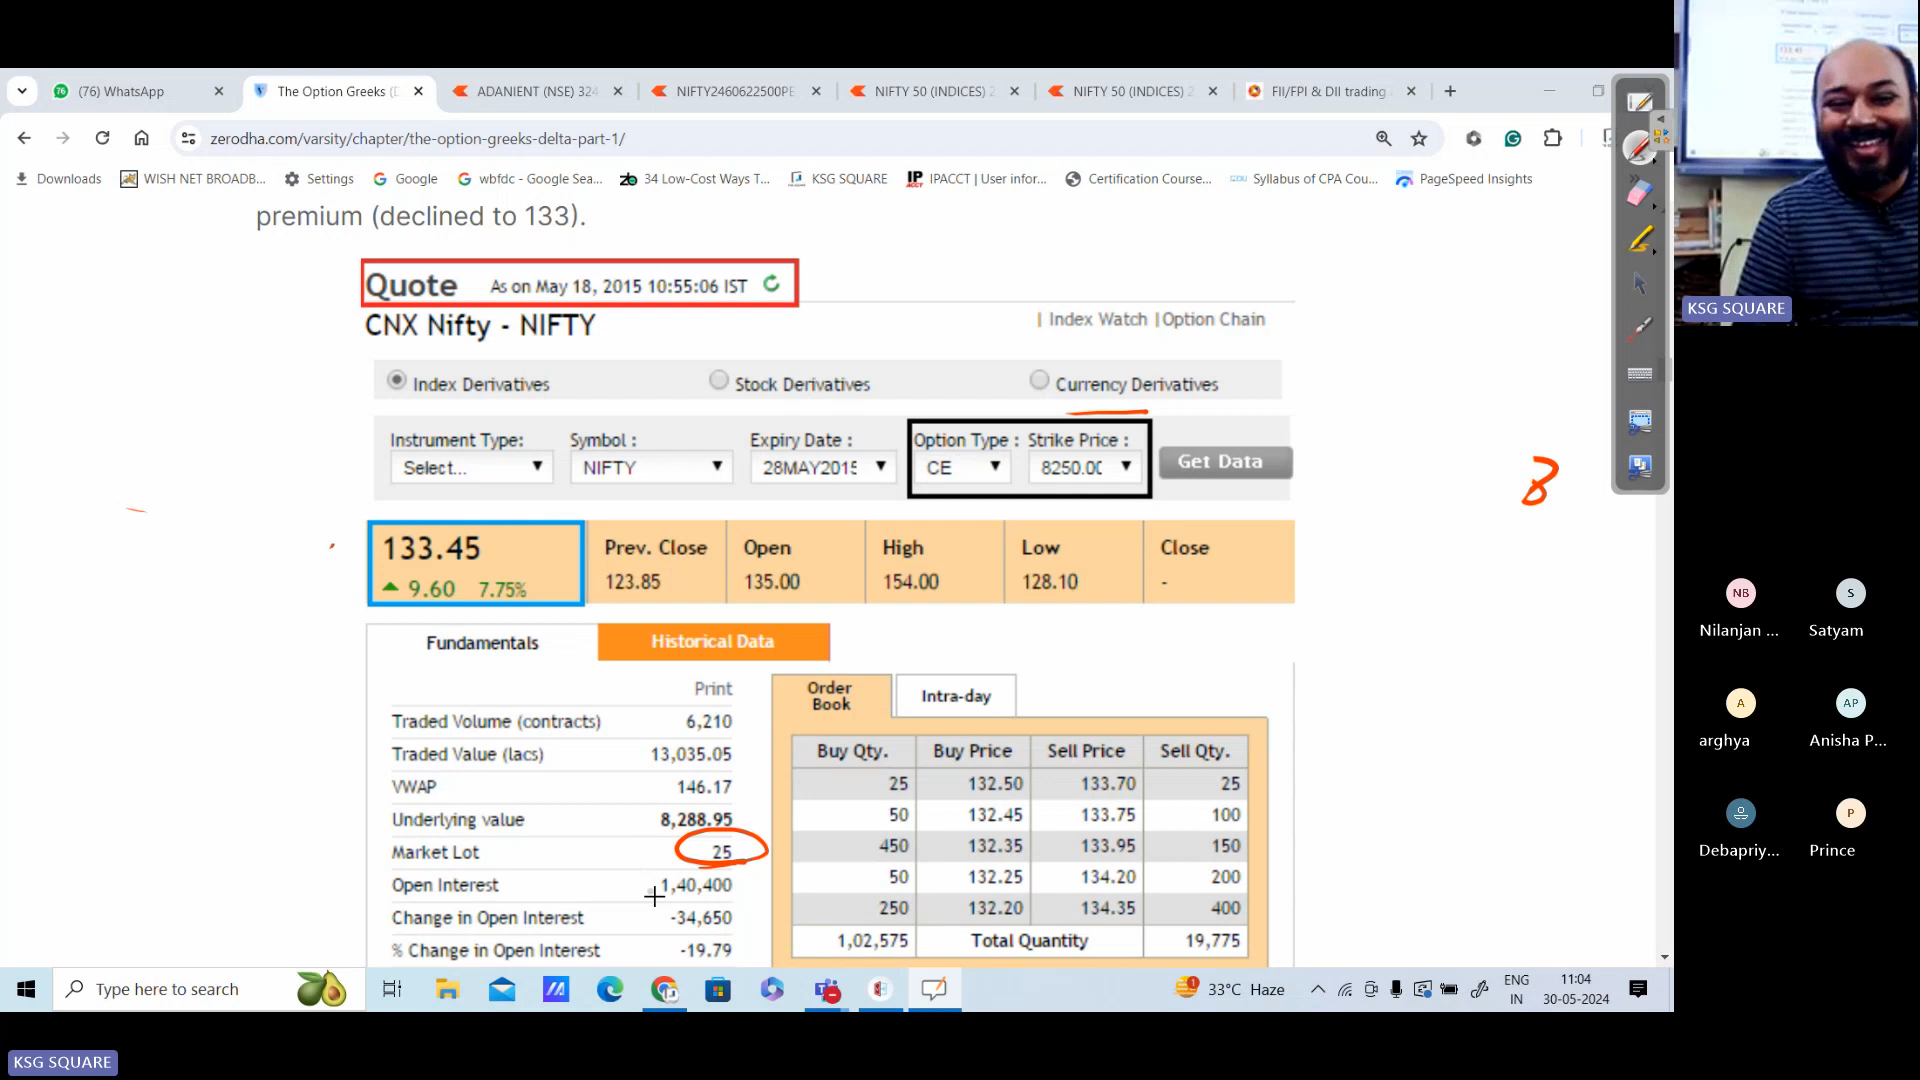 (76) WhatsApp
The Option Greeks (D
ADANIENT (NSE) 324
NIFTY2460622500PE
NIFTY 50 (INDICES) 2
NIFTY 50 (INDICES) 2
FII/FPI & DII trading
zerodha.com/varsity/chapter/the-option-greeks-delta-part-1/
Downloads
WISH NET BROADB...
Settings
Google
wbfdc - Google Sea...
34 Low-Cost Ways T...
KSG SQUARE
IPACCT | User infor...
Certification Course...
Syllabus of CPA Cou...
PageSpeed Insights
premium (declined to 133).
Quote As on May 18, 2015 10:55:06 IST
CNX Nifty - NIFTY
| Index Watch | Option Chain
Index Derivatives Stock Derivatives Currency Derivatives
Instrument Type: Symbol : Expiry Date : Option Type : Strike Price :
Select... NIFTY 28MAY2015 CE 8250.00 Get Data
133.45 Prev. Close Open High Low Close
9.60 7.75% 123.85 135.00 154.00 128.10 -
Fundamentals Historical Data
Print
Traded Volume (contracts) 6,210
Traded Value (lacs) 13,035.05
VWAP 146.17
Underlying value 8,288.95
Market Lot 25
Open Interest 1,40,400
Change in Open Interest -34,650
% Change in Open Interest -19.79
Order Book Intra-day
Buy Qty. Buy Price Sell Price Sell Qty.
25 132.50 133.70 25
50 132.45 133.75 100
450 132.35 133.95 150
50 132.25 134.20 200
250 132.20 134.35 400
1,02,575 Total Quantity 19,775
Type here to search
33°C Haze
ENG
IN
11:04
30-05-2024
KSG SQUARE
NB
Nilanjan ...
S
Satyam
A
arghya
AP
Anisha P...
Debapriy...
P
Prince
KSG SQUARE